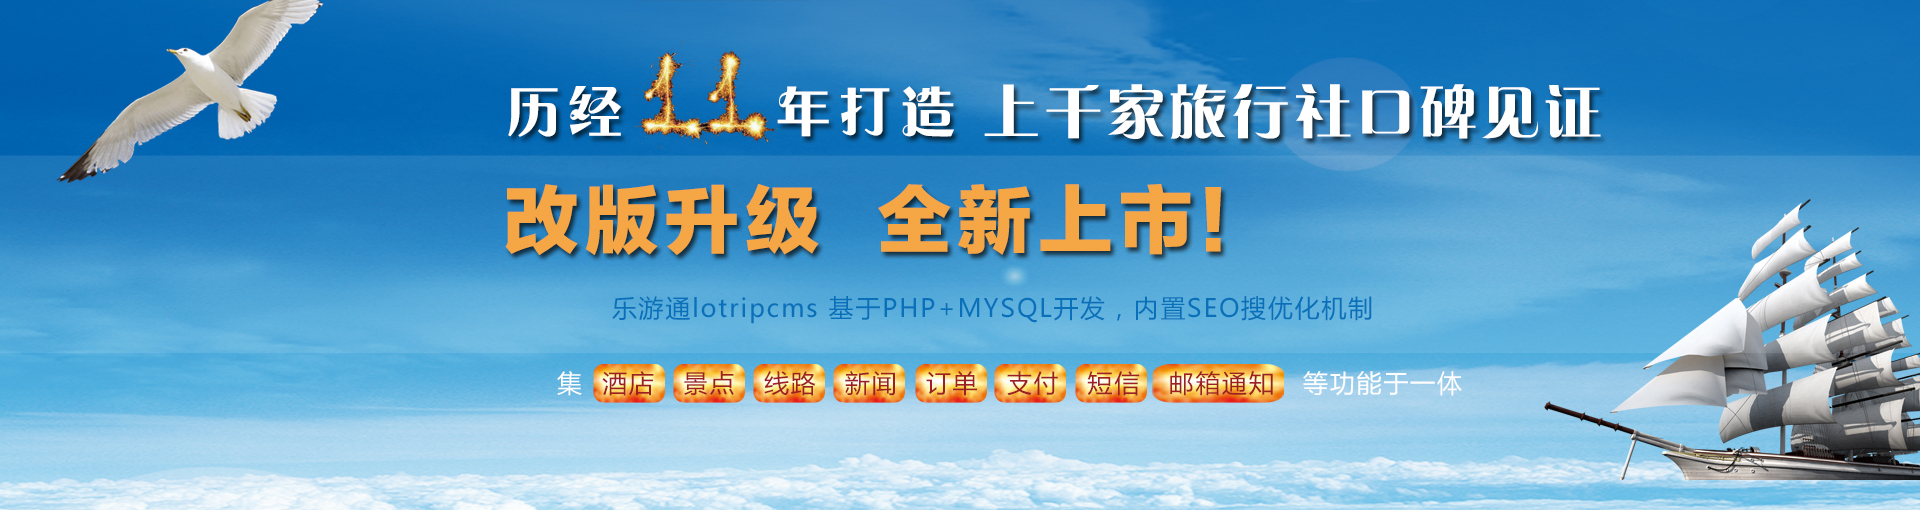 历经11年打造 上千家旅行社口碑见证
改版升级 全新上市!
乐游通lotripcms 基于PHP+MYSQL开发，内置SEO搜优化机制
集 酒店 景点 线路 新闻 订单 支付 短信 邮箱通知 等功能于一体